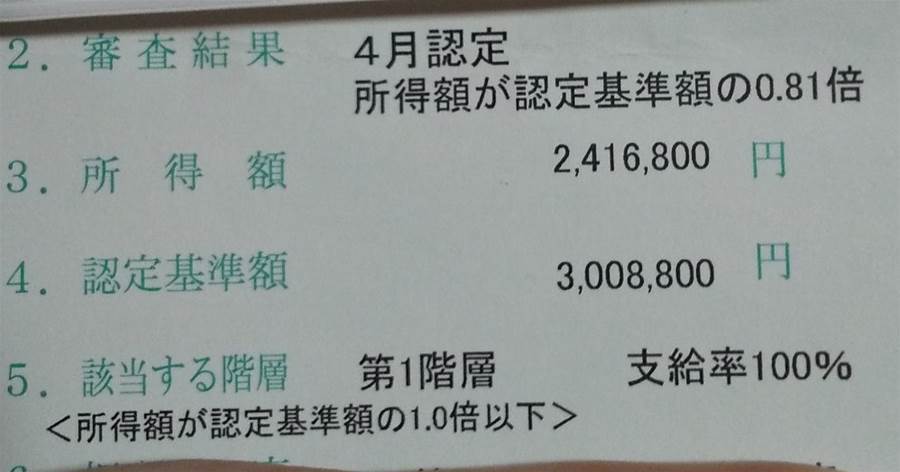 2. 審査結果 4月認定
所得額が認定基準額の0.81倍
3. 所得額 2,416,800 円
4. 認定基準額 3,008,800 円
5. 該当する階層 第1階層 支給率100%
<所得額が認定基準額の1.0倍以下>